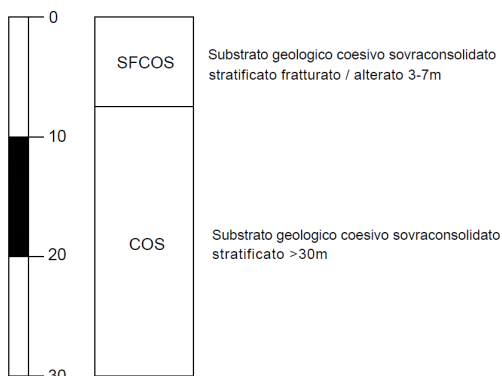 0
SFCOS
Substrato geologico coesivo sovraconsolidato
stratificato fratturato / alterato 3-7m
10
COS
Substrato geologico coesivo sovraconsolidato
stratificato >30m
20
30